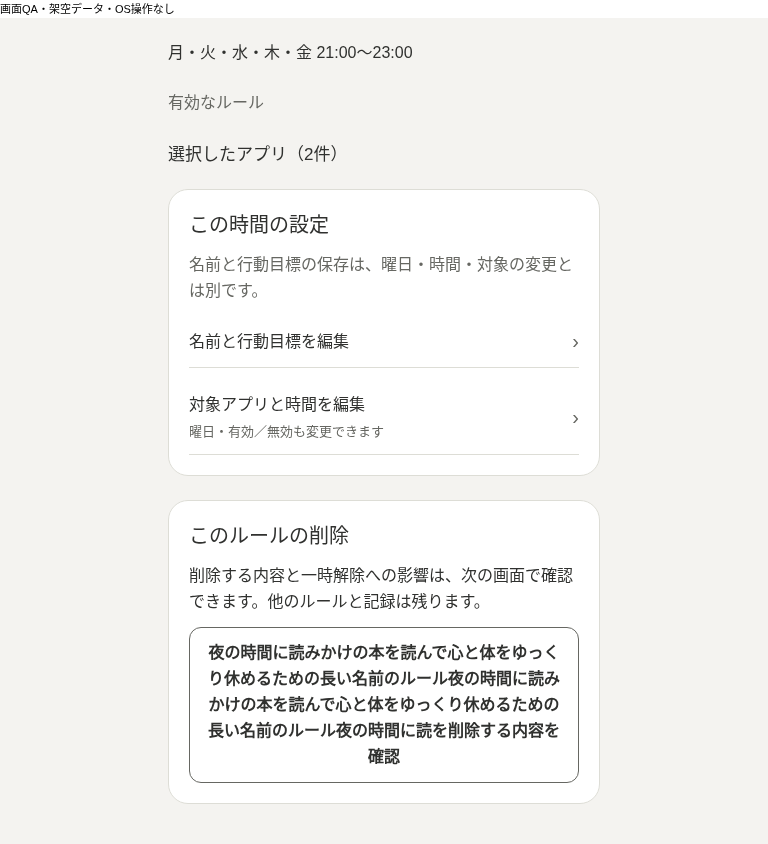 画面QA・架空データ・OS操作なし
月・火・水・木・金 21:00〜23:00
有効なルール
選択したアプリ（2件）
この時間の設定
名前と行動目標の保存は、曜日・時間・対象の変更と
は別です。
名前と行動目標を編集 ›
対象アプリと時間を編集 ›
曜日・有効／無効も変更できます
このルールの削除
削除する内容と一時解除への影響は、次の画面で確認
できます。他のルールと記録は残ります。
夜の時間に読みかけの本を読んで心と体をゆっく
り休めるための長い名前のルール夜の時間に読み
かけの本を読んで心と体をゆっくり休めるための
長い名前のルール夜の時間に読を削除する内容を
確認